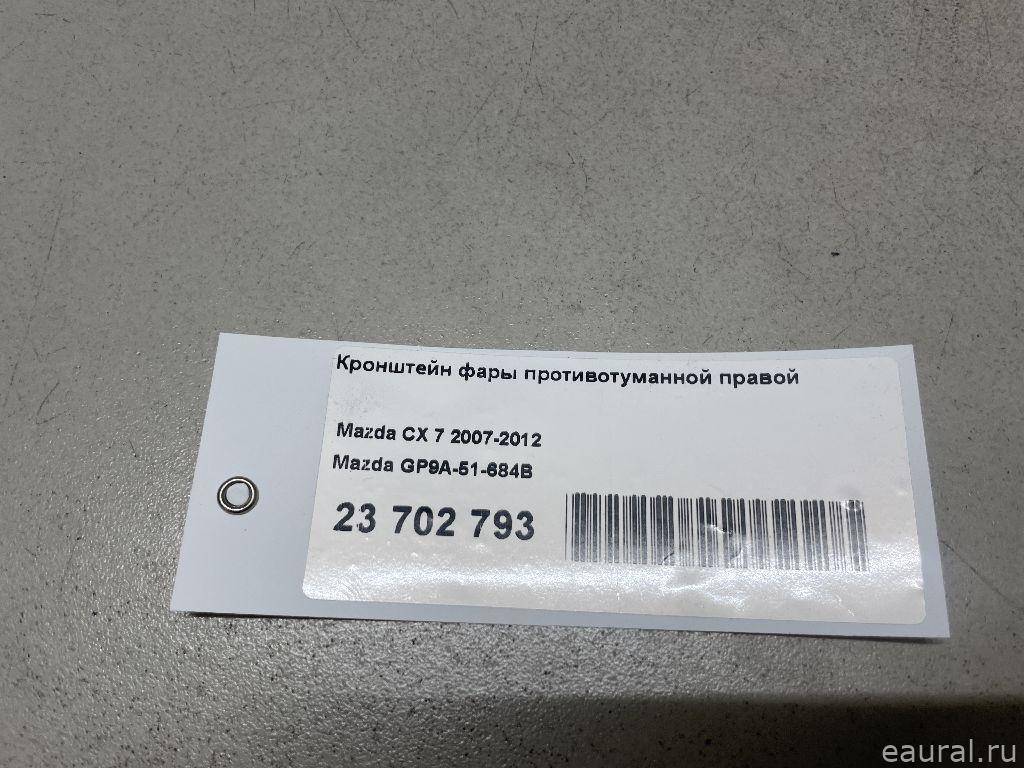 Кронштейн фары противотуманной правой
Mazda CX 7 2007-2012
Mazda GP9A-51-684B
23 702 793
eaural.ru